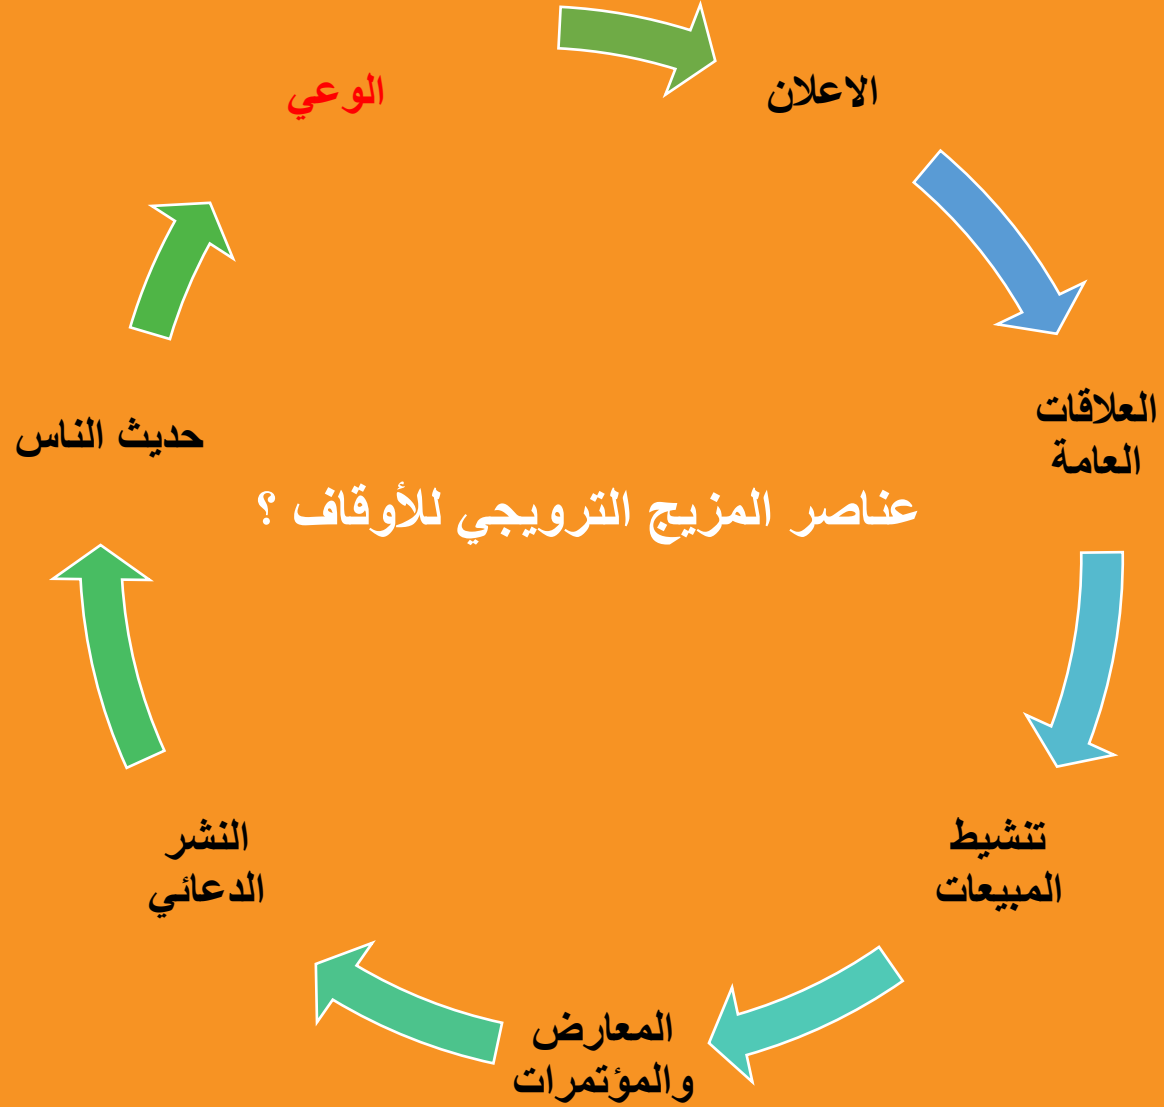 الوعي
الاعلان
العلاقات
العامة
حديث الناس
عناصر المزيج الترويجي للأوقاف ؟
تنشيط
المبيعات
النشر
الدعائي
المعارض
والمؤتمرات